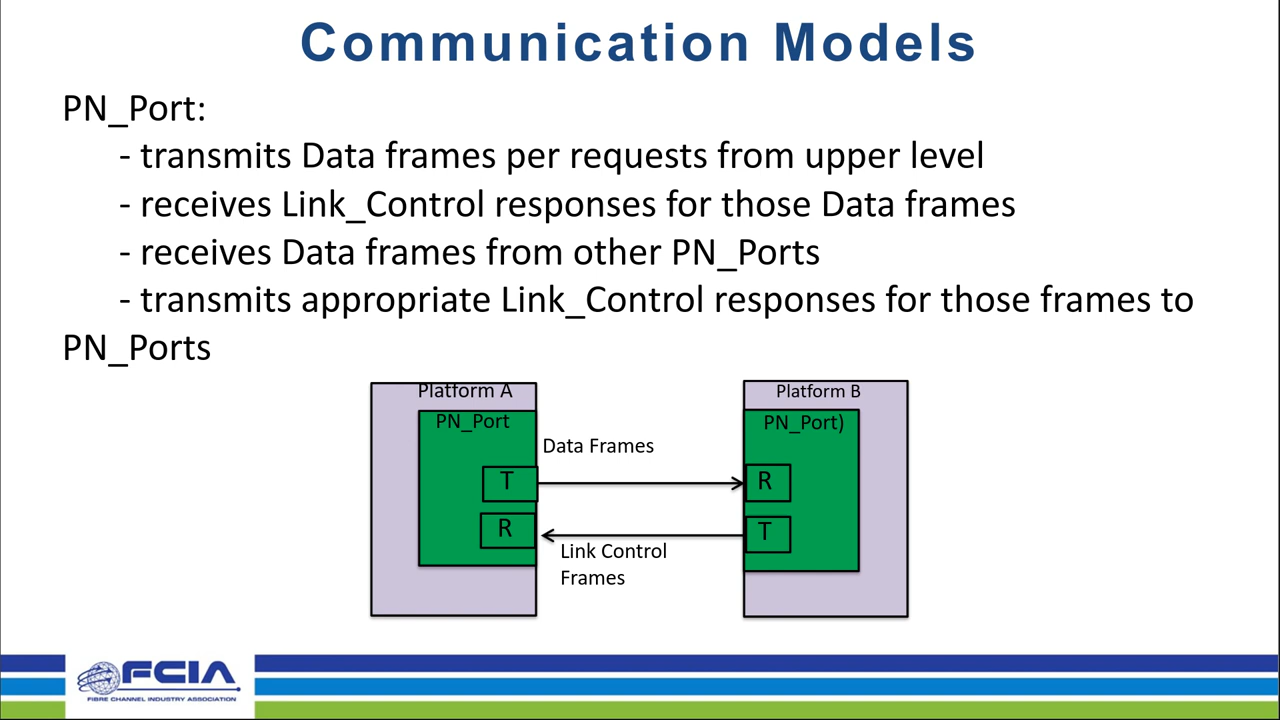 Communication Models
PN_Port:
- transmits Data frames per requests from upper level
- receives Link_Control responses for those Data frames
- receives Data frames from other PN_Ports
- transmits appropriate Link_Control responses for those frames to
PN_Ports
Platform A
PN_Port
T
R
Data Frames
Link Control
Frames
Platform B
PN_Port)
R
T
FCIA
FIBRE CHANNEL INDUSTRY ASSOCIATION